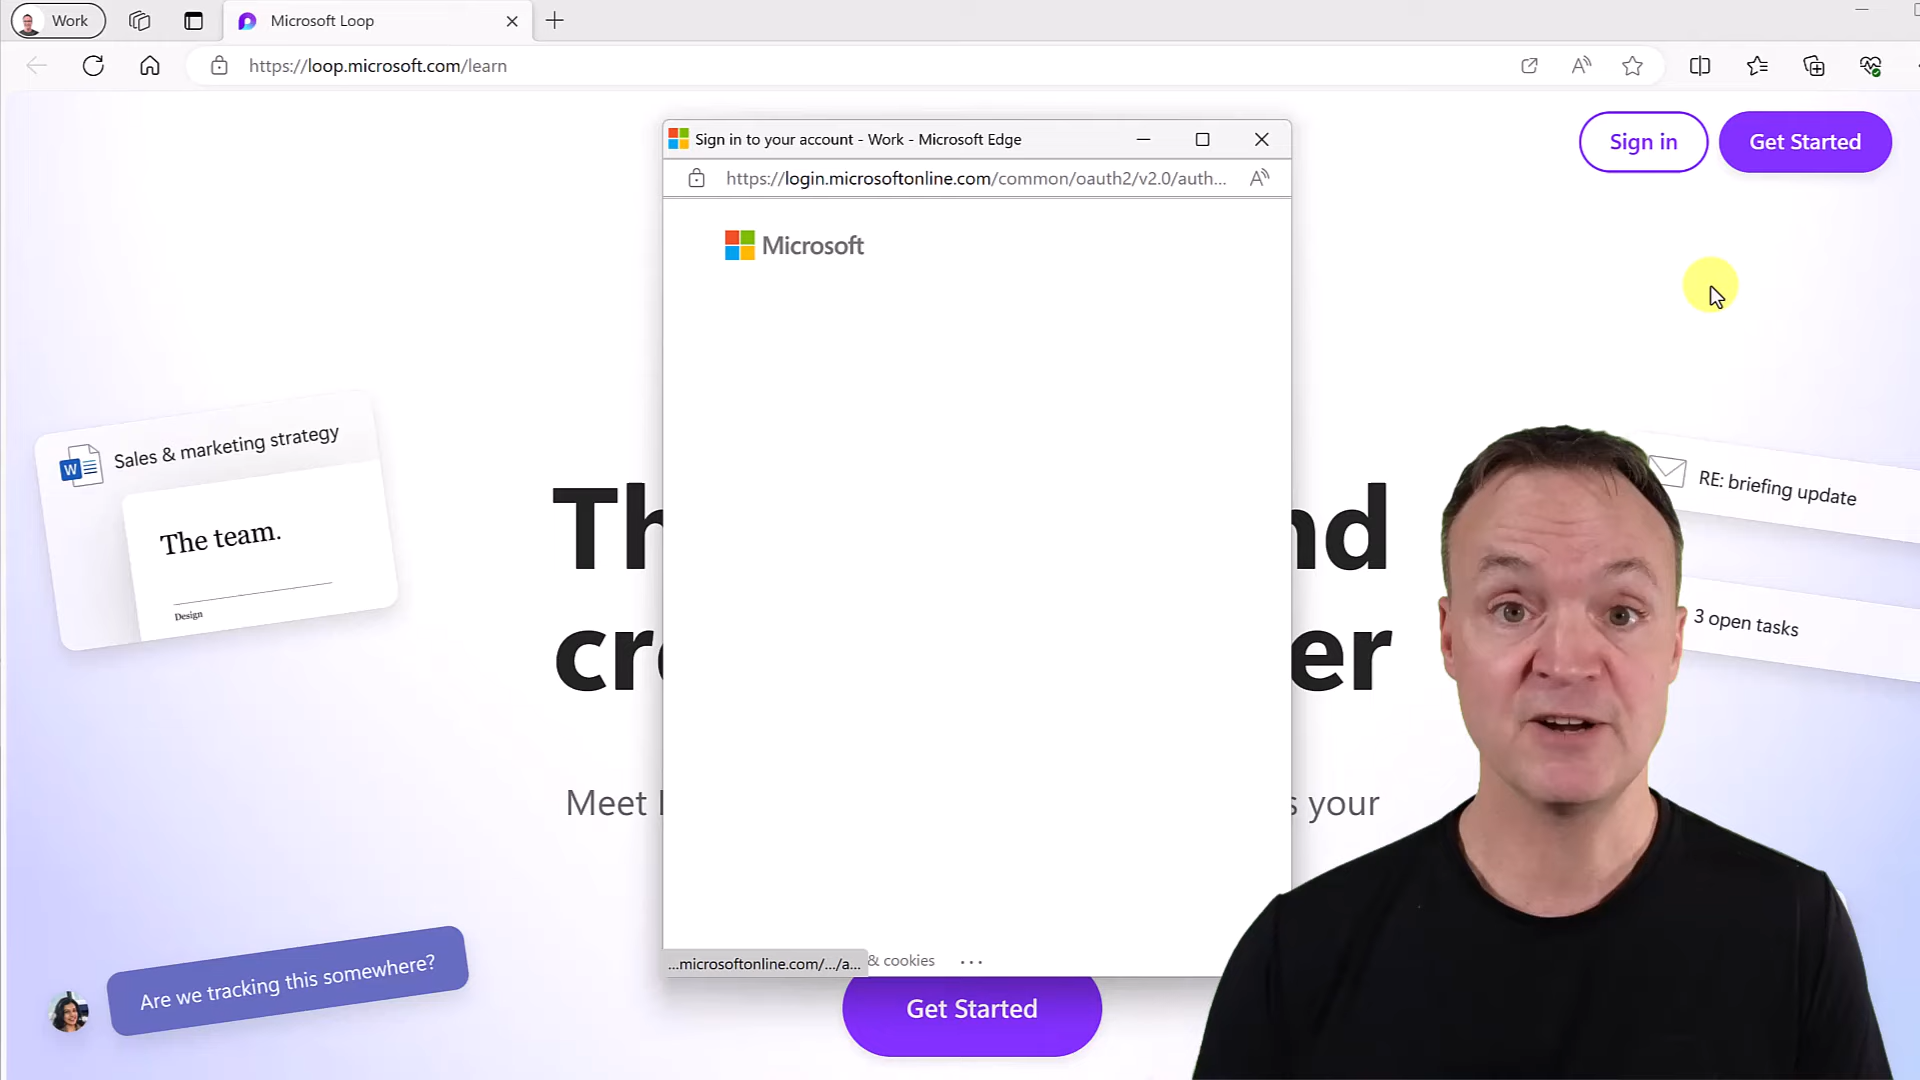 Work
Microsoft Loop
https://loop.microsoft.com/learn
Sign in
Get Started
Sign in to your account - Work - Microsoft Edge
https://login.microsoftonline.com/common/oauth2/v2.0/auth...
Microsoft
Sales & marketing strategy
W
The team.
Design
RE: briefing update
3 open tasks
Th nd
cr er
Meet your
Are we tracking this somewhere?
...microsoftonline.com/.../a... & cookies ...
Get Started